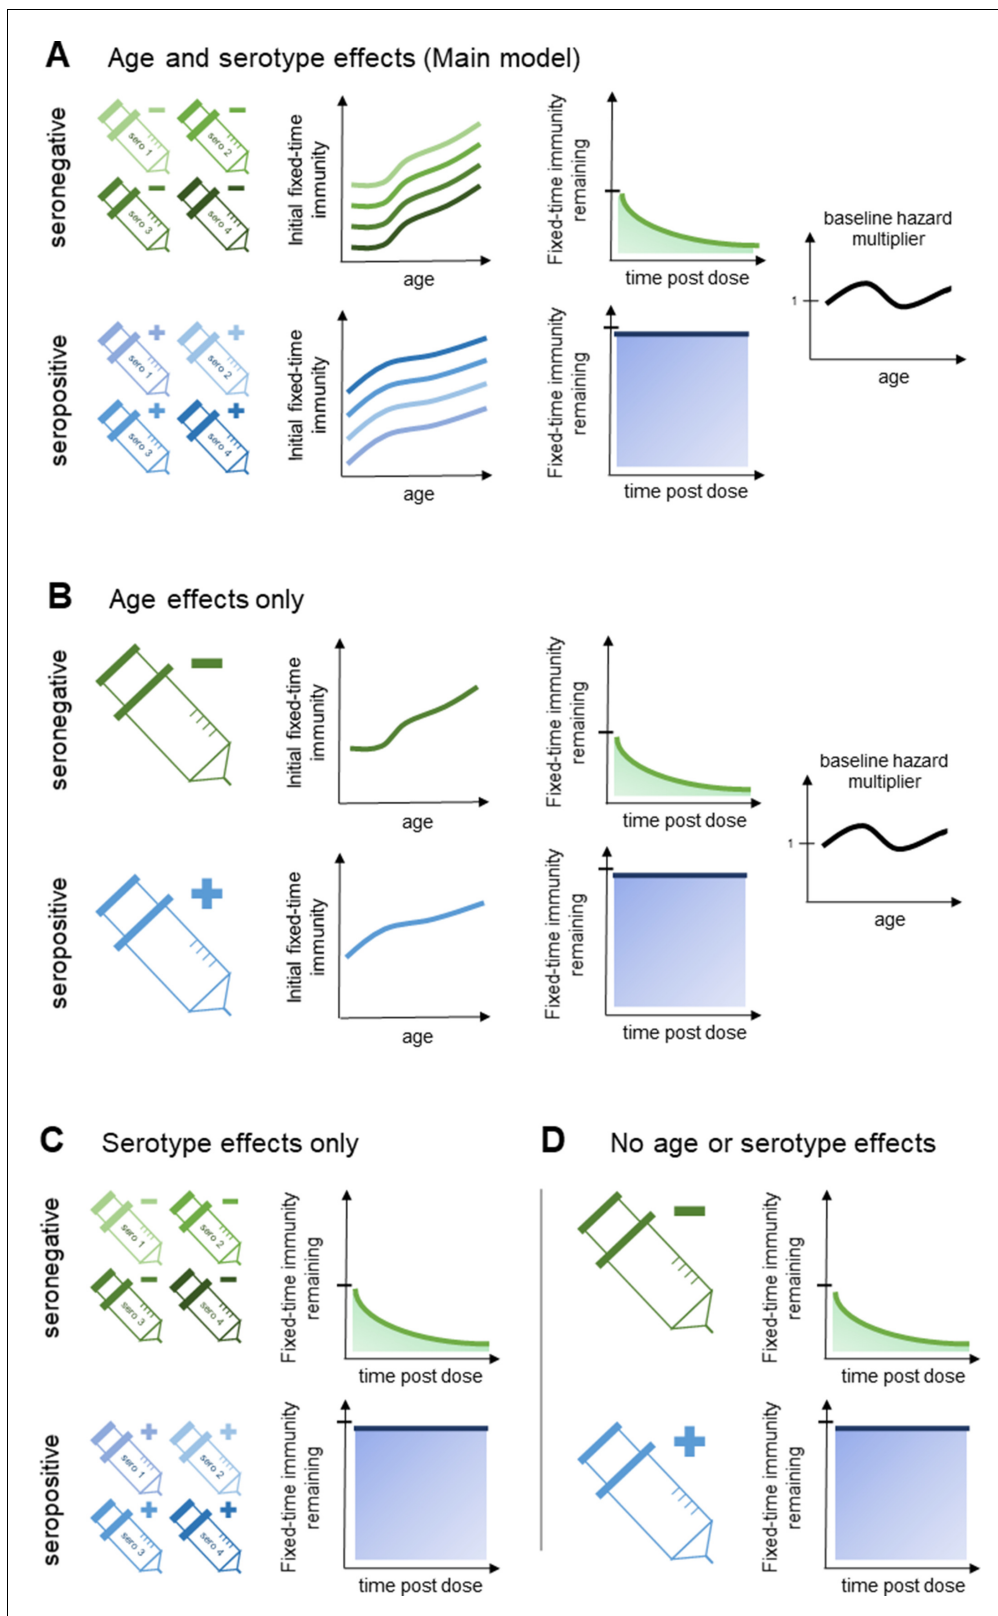 A Age and serotype effects (Main model)
seronegative
sero 1
sero 2
sero 3
sero 4
Initial fixed-time
immunity
age
Fixed-time immunity
remaining
time post dose
seropositive
sero 1
sero 2
sero 3
sero 4
Initial fixed-time
immunity
age
Fixed-time immunity
remaining
time post dose
baseline hazard
multiplier
1
age
B Age effects only
seronegative
Initial fixed-time
immunity
age
Fixed-time immunity
remaining
time post dose
seropositive
Initial fixed-time
immunity
age
Fixed-time immunity
remaining
time post dose
baseline hazard
multiplier
1
age
C Serotype effects only
seronegative
sero 1
sero 2
sero 3
sero 4
Fixed-time immunity
remaining
time post dose
seropositive
sero 1
sero 2
sero 3
sero 4
Fixed-time immunity
remaining
time post dose
D No age or serotype effects
Fixed-time immunity
remaining
time post dose
Fixed-time immunity
remaining
time post dose